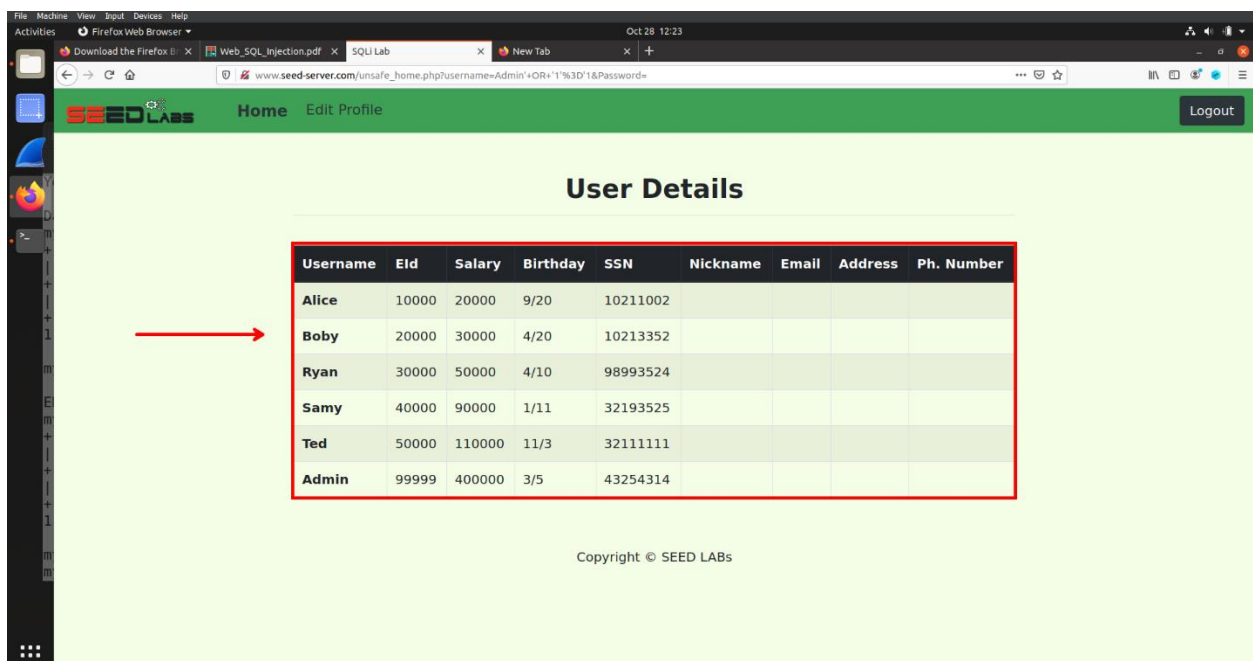 File Machine View Input Devices Help
Activities Firefox Web Browser Oct 28 12:23
Download the Firefox Br Web_SQL_Injection.pdf SQLi Lab New Tab
www.seed-server.com/unsafe_home.php?username=Admin'+OR+'1'%3D'1&Password=
SEED LABS Home Edit Profile Logout
User Details
Username EId Salary Birthday SSN Nickname Email Address Ph. Number
Alice 10000 20000 9/20 10211002
Boby 20000 30000 4/20 10213352
Ryan 30000 50000 4/10 98993524
Samy 40000 90000 1/11 32193525
Ted 50000 110000 11/3 32111111
Admin 99999 400000 3/5 43254314
Copyright © SEED LABs